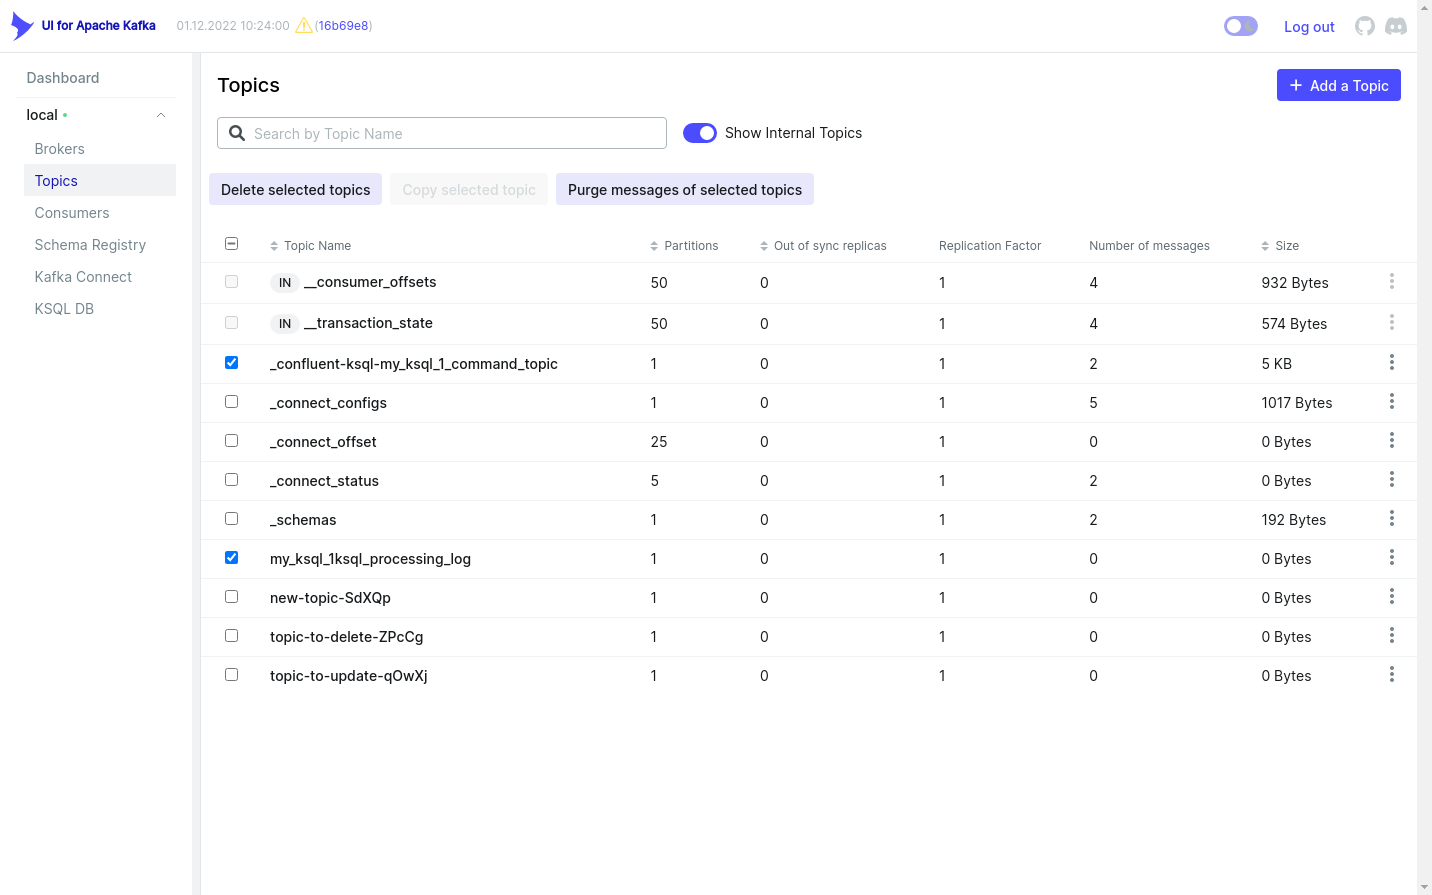 UI for Apache Kafka 01.12.2022 10:24:00 (16b69e8) Log out
Dashboard
local
Brokers
Topics
Consumers
Schema Registry
Kafka Connect
KSQL DB
Topics
Add a Topic
Search by Topic Name
Show Internal Topics
Delete selected topics Copy selected topic Purge messages of selected topics
Topic Name Partitions Out of sync replicas Replication Factor Number of messages Size
IN __consumer_offsets 50 0 1 4 932 Bytes
IN __transaction_state 50 0 1 4 574 Bytes
_confluent-ksql-my_ksql_1_command_topic 1 0 1 2 5 KB
_connect_configs 1 0 1 5 1017 Bytes
_connect_offset 25 0 1 0 0 Bytes
_connect_status 5 0 1 2 0 Bytes
_schemas 1 0 1 2 192 Bytes
my_ksql_1ksql_processing_log 1 0 1 0 0 Bytes
new-topic-SdXQp 1 0 1 0 0 Bytes
topic-to-delete-ZPcCg 1 0 1 0 0 Bytes
topic-to-update-qOwXj 1 0 1 0 0 Bytes